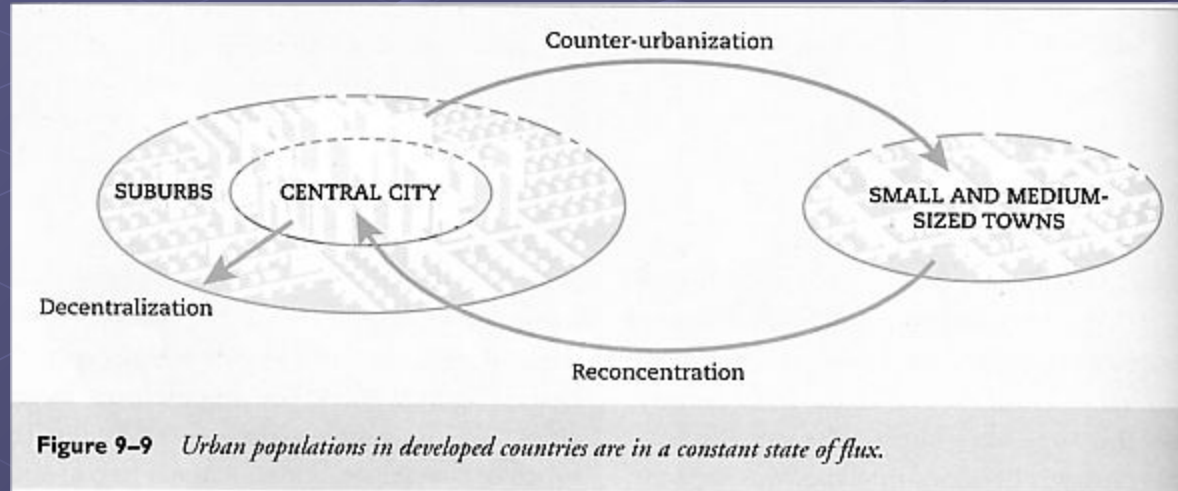 Counter-urbanization
SUBURBS
CENTRAL CITY
SMALL AND MEDIUM-
SIZED TOWNS
Decentralization
Reconcentration
Figure 9–9 Urban populations in developed countries are in a constant state of flux.